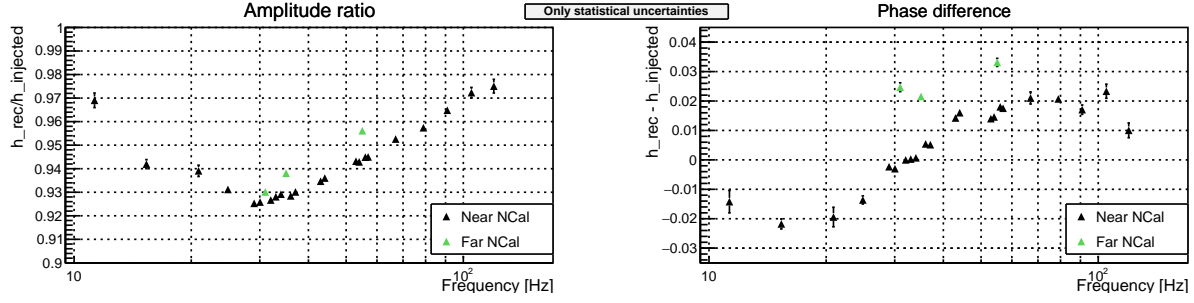 Amplitude ratio
Only statistical uncertainties
Phase difference
h_rec/h_injected
1
0.99
0.98
0.97
0.96
0.95
0.94
0.93
0.92
0.91
0.9
Near NCal
Far NCal
10
10²
Frequency [Hz]
h_rec - h_injected
0.04
0.03
0.02
0.01
0
−0.01
−0.02
−0.03
Near NCal
Far NCal
10
10²
Frequency [Hz]